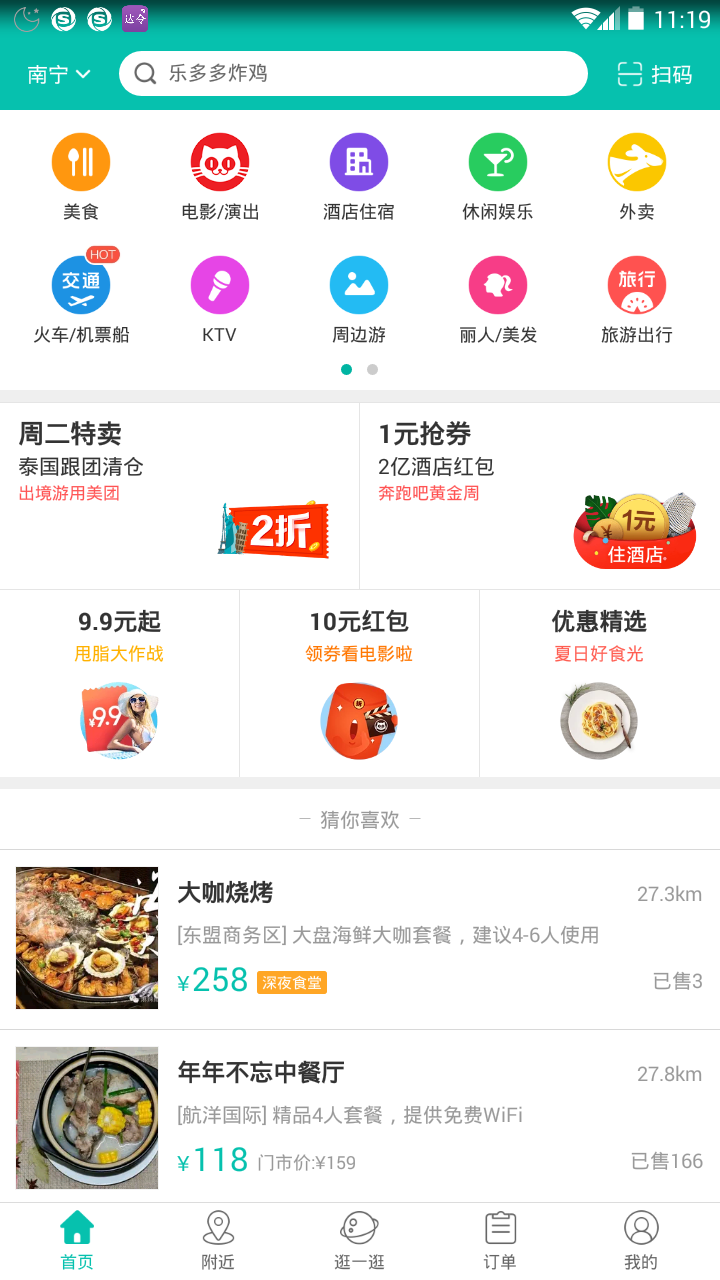 达令
11:19
南宁
乐多多炸鸡
扫码
美食
电影/演出
酒店住宿
休闲娱乐
外卖
HOT
交通
旅行
火车/机票船
KTV
周边游
丽人/美发
旅游出行
周二特卖
泰国跟团清仓
出境游用美团
2折
1元抢券
2亿酒店红包
奔跑吧黄金周
1元
¥
住酒店
9.9元起
甩脂大作战
¥9.9
10元红包
领券看电影啦
优惠精选
夏日好食光
猜你喜欢
大咖烧烤
27.3km
[东盟商务区] 大盘海鲜大咖套餐，建议4-6人使用
¥258
深夜食堂
已售3
年年不忘中餐厅
27.8km
[航洋国际] 精品4人套餐，提供免费WiFi
¥118
门市价:¥159
已售166
首页
附近
逛一逛
订单
我的